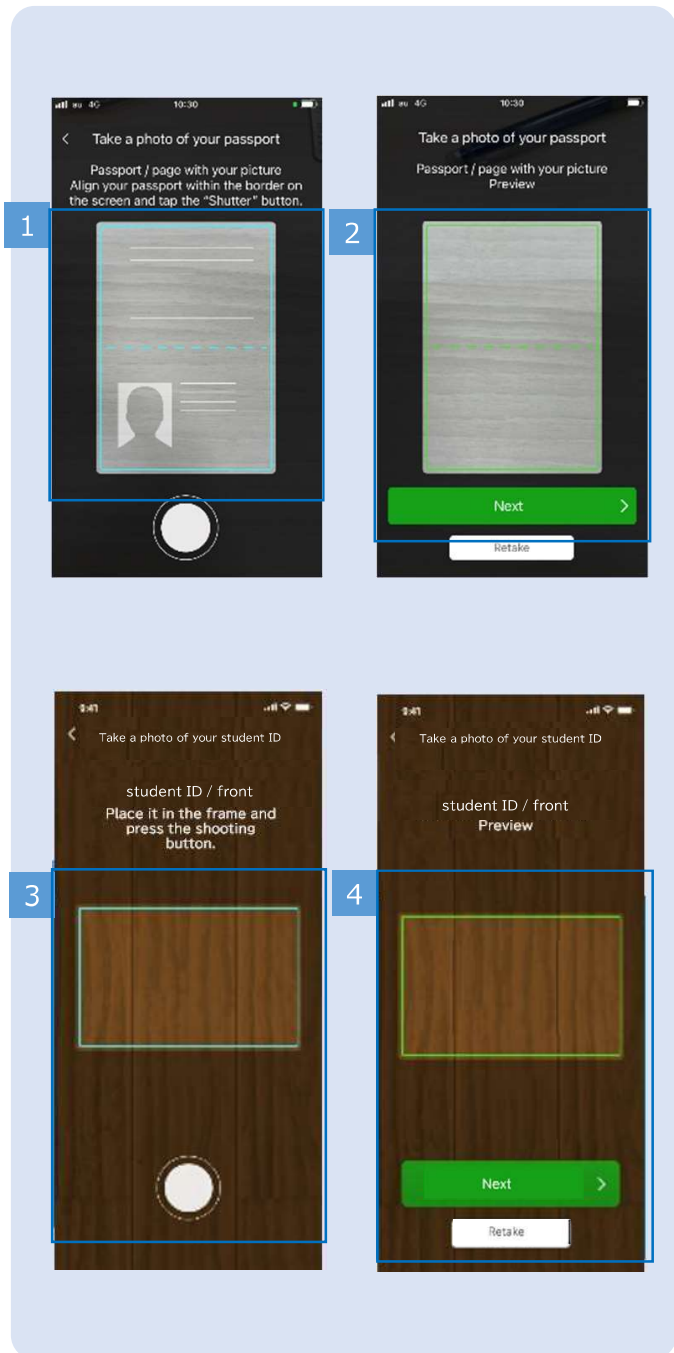 au 4G 10:30
Take a photo of your passport
Passport / page with your picture
Align your passport within the border on
the screen and tap the “Shutter” button.
1
au 4G 10:30
Take a photo of your passport
Passport / page with your picture
Preview
2
Next
Retake
9:41
Take a photo of your student ID
student ID / front
Place it in the frame and
press the shooting
button.
3
9:41
Take a photo of your student ID
student ID / front
Preview
4
Next
Retake